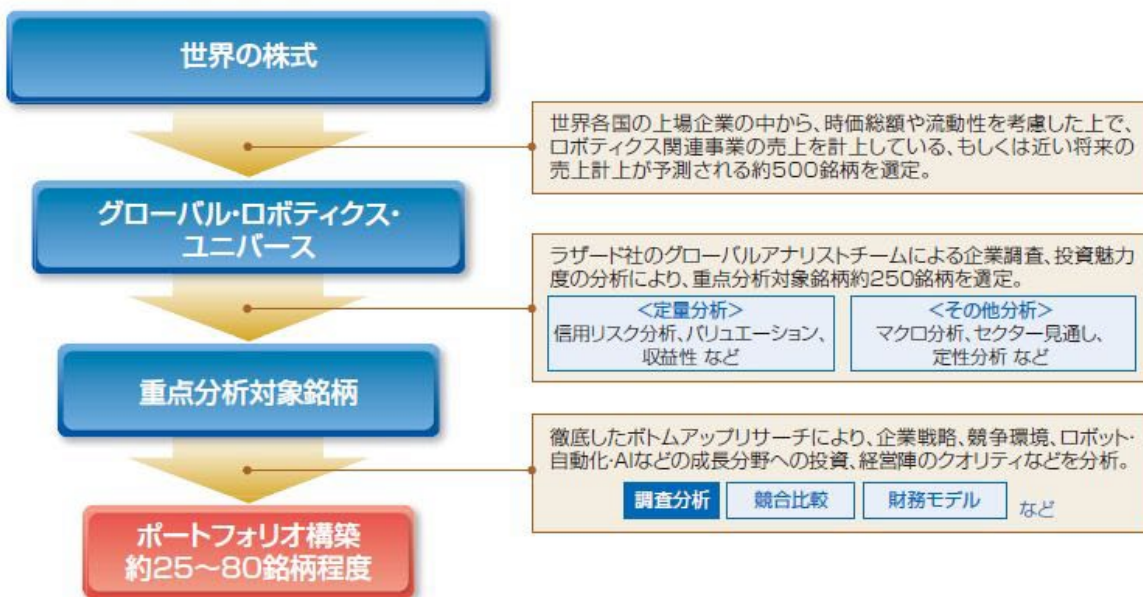 世界の株式
世界各国の上場企業の中から、時価総額や流動性を考慮した上で、
ロボティクス関連事業の売上を計上している、もしくは近い将来の
売上計上が予測される約500銘柄を選定。
グローバル・ロボティクス・
ユニバース
ラザード社のグローバルアナリストチームによる企業調査、投資魅力
度の分析により、重点分析対象銘柄約250銘柄を選定。
<定量分析>
信用リスク分析、バリュエーション、
収益性 など
<その他分析>
マクロ分析、セクター見通し、
定性分析 など
重点分析対象銘柄
徹底したボトムアップリサーチにより、企業戦略、競争環境、ロボット・
自動化・AIなどの成長分野への投資、経営陣のクオリティなどを分析。
調査分析
競合比較
財務モデル
など
ポートフォリオ構築
約25～80銘柄程度